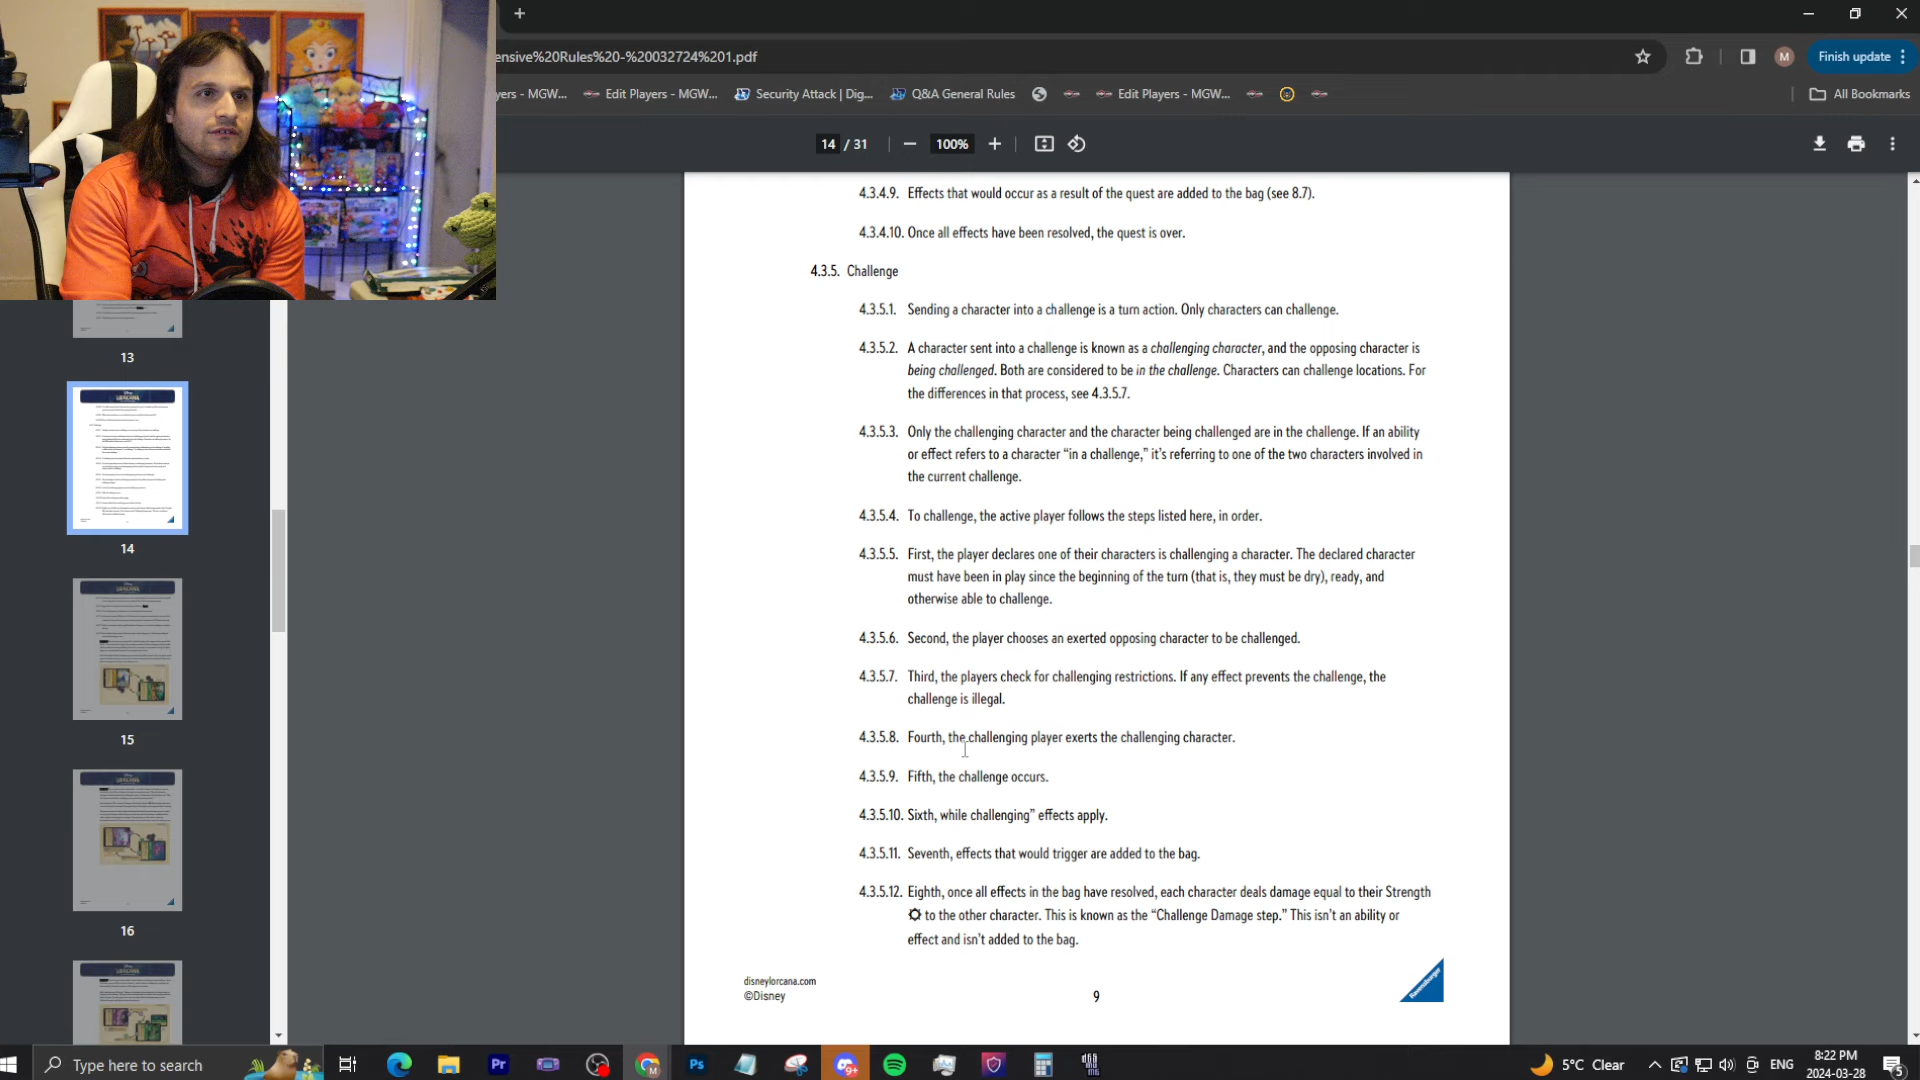 ensive%20Rules%20-%20032724%201.pdf
M
Finish update
yers - MGW...
Edit Players - MGW...
Security Attack | Dig...
Q&A General Rules
Edit Players - MGW...
All Bookmarks
14 / 31
100%
4.3.4.9. Effects that would occur as a result of the quest are added to the bag (see 8.7).
4.3.4.10. Once all effects have been resolved, the quest is over.
4.3.5. Challenge
4.3.5.1. Sending a character into a challenge is a turn action. Only characters can challenge.
4.3.5.2. A character sent into a challenge is known as a challenging character, and the opposing character is
being challenged. Both are considered to be in the challenge. Characters can challenge locations. For
the differences in that process, see 4.3.5.7.
4.3.5.3. Only the challenging character and the character being challenged are in the challenge. If an ability
or effect refers to a character “in a challenge,” it’s referring to one of the two characters involved in
the current challenge.
4.3.5.4. To challenge, the active player follows the steps listed here, in order.
4.3.5.5. First, the player declares one of their characters is challenging a character. The declared character
must have been in play since the beginning of the turn (that is, they must be dry), ready, and
otherwise able to challenge.
4.3.5.6. Second, the player chooses an exerted opposing character to be challenged.
4.3.5.7. Third, the players check for challenging restrictions. If any effect prevents the challenge, the
challenge is illegal.
4.3.5.8. Fourth, the challenging player exerts the challenging character.
4.3.5.9. Fifth, the challenge occurs.
4.3.5.10. Sixth, while challenging” effects apply.
4.3.5.11. Seventh, effects that would trigger are added to the bag.
4.3.5.12. Eighth, once all effects in the bag have resolved, each character deals damage equal to their Strength
to the other character. This is known as the “Challenge Damage step.” This isn’t an ability or
effect and isn’t added to the bag.
disneylorcana.com
©Disney
9
Ravensburger
13
14
15
16
Type here to search
Pr
Ps
9+
5°C Clear
ENG
8:22 PM
2024-03-28
5